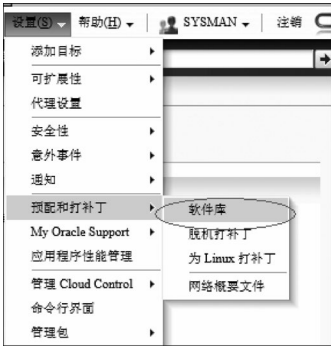 设置(S) 帮助(H) SYSMAN 注销
添加目标
可扩展性
代理设置
安全性
意外事件
通知
预配和打补丁
软件库
My Oracle Support
脱机打补丁
应用程序性能管理
为 Linux 打补丁
管理 Cloud Control
网络概要文件
命令行界面
管理包